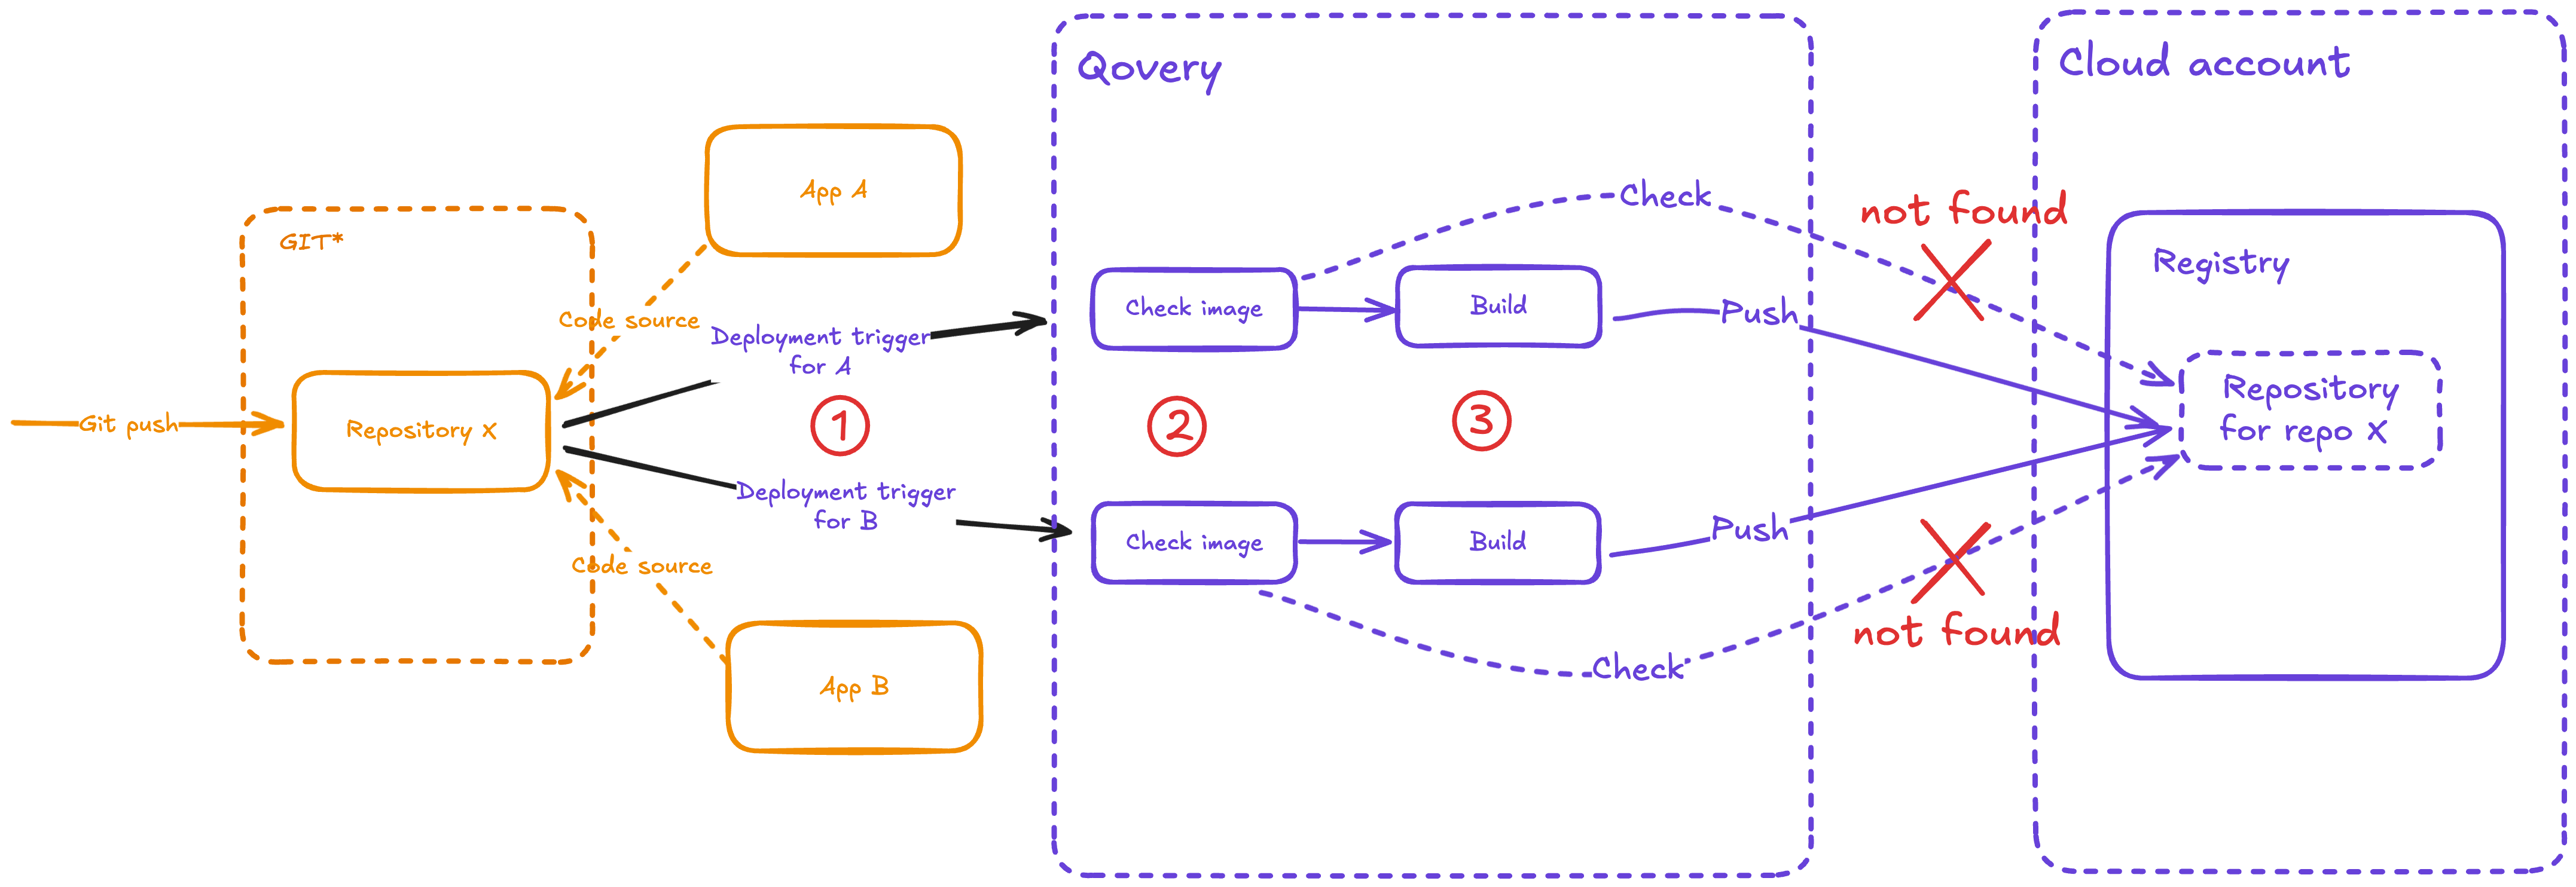 Qovery
Cloud account
App A
Check
not found
GIT*
Registry
Code source
Deployment trigger
for A
Check image
Build
Push
Git push
Repository X
1
2
3
Repository
for repo X
Deployment trigger
for B
Check image
Build
Push
Code source
not found
Check
App B